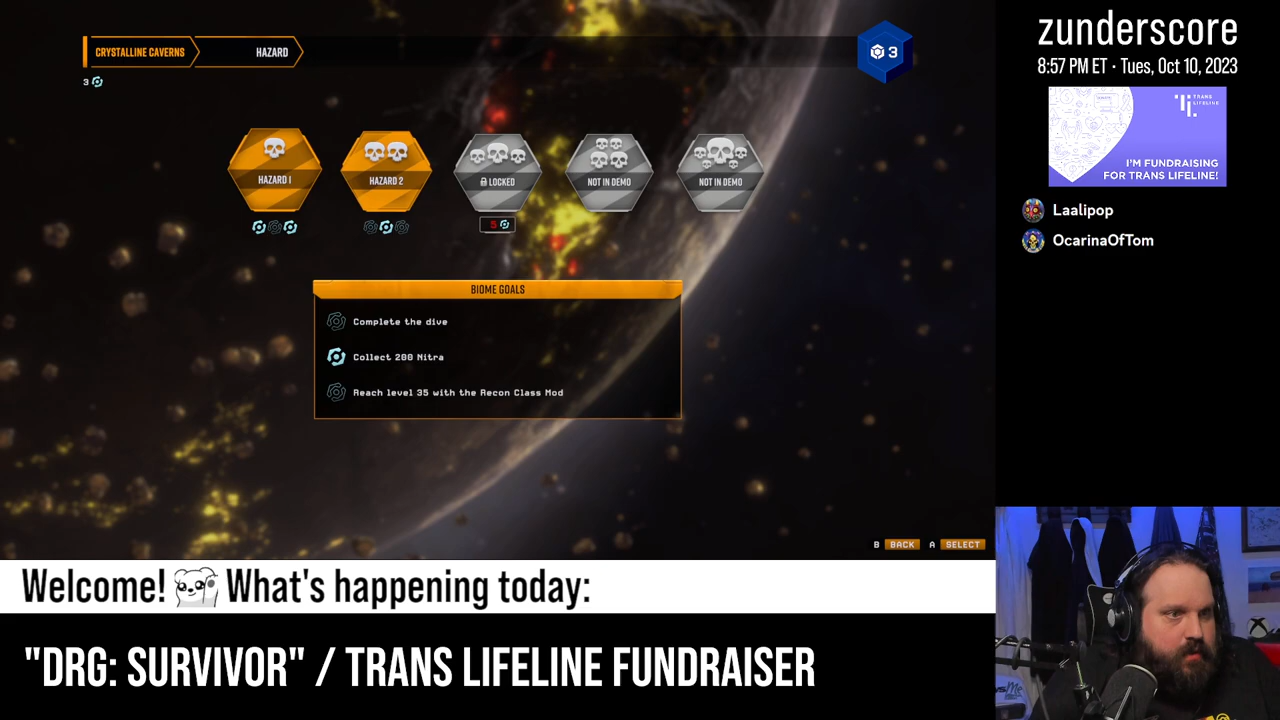 CRYSTALLINE CAVERNS
HAZARD
3
3
HAZARD 1
HAZARD 2
LOCKED
NOT IN DEMO
NOT IN DEMO
5
BIOME GOALS
Complete the dive
Collect 200 Nitra
Reach level 35 with the Recon Class Mod
B BACK A SELECT
zunderscore
8:57 PM ET · Tues, Oct 10, 2023
TRANS
LIFELINE
I'M FUNDRAISING
FOR TRANS LIFELINE!
Laalipop
OcarinaOfTom
Welcome! What's happening today:
"DRG: SURVIVOR" / TRANS LIFELINE FUNDRAISER